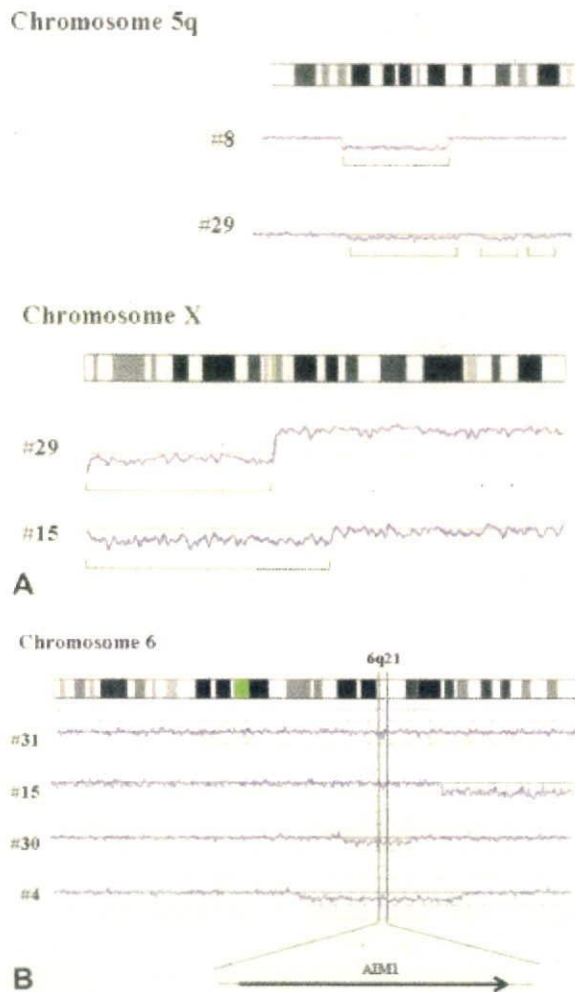 Chromosome 5q
#8
#29
Chromosome X
#29
#15
A
Chromosome 6
6q21
#31
#15
#30
#4
AIM1
B